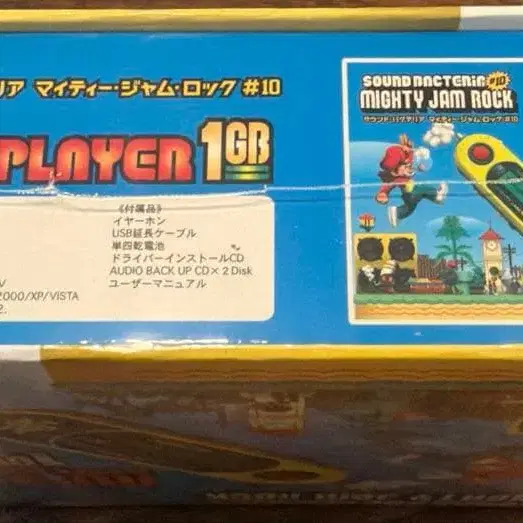 リア マイティー・ジャム・ロック #10
PLAYER 1GB
《付属品》
イヤーホン
USB延長ケーブル
単四乾電池
ドライバーインストールCD
AUDIO BACK UP CD×2 Disk
ユーザーマニュアル
2000/XP/VISTA
SOUND BACTERIA #10
MIGHTY JAM ROCK
サウンド バクテリア マイティー・ジャム・ロック #10